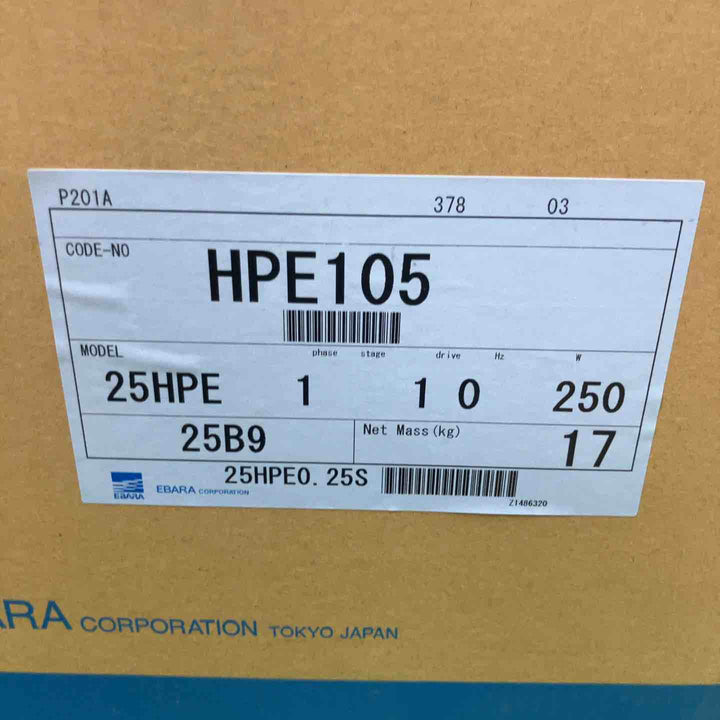 P201A 378 03
CODE-NO
HPE105
MODEL phase stage drive Hz W
25HPE 1 1 0 250
25B9 Net Mass(kg) 17
25HPE0.25S
EBARA EBARA CORPORATION
Z1486320
ARA CORPORATION TOKYO JAPAN